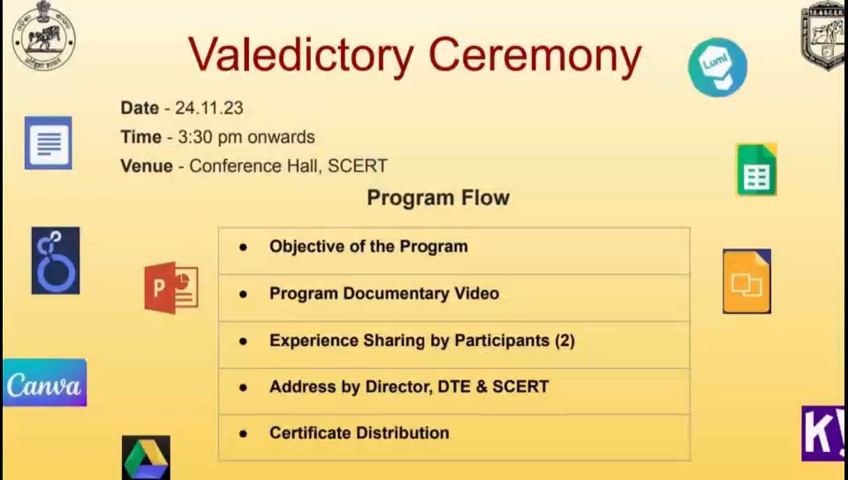 Valedictory Ceremony
Lumi
Date - 24.11.23
Time - 3:30 pm onwards
Venue - Conference Hall, SCERT
Program Flow
● Objective of the Program
P
● Program Documentary Video
● Experience Sharing by Participants (2)
Canva
● Address by Director, DTE & SCERT
● Certificate Distribution
K!